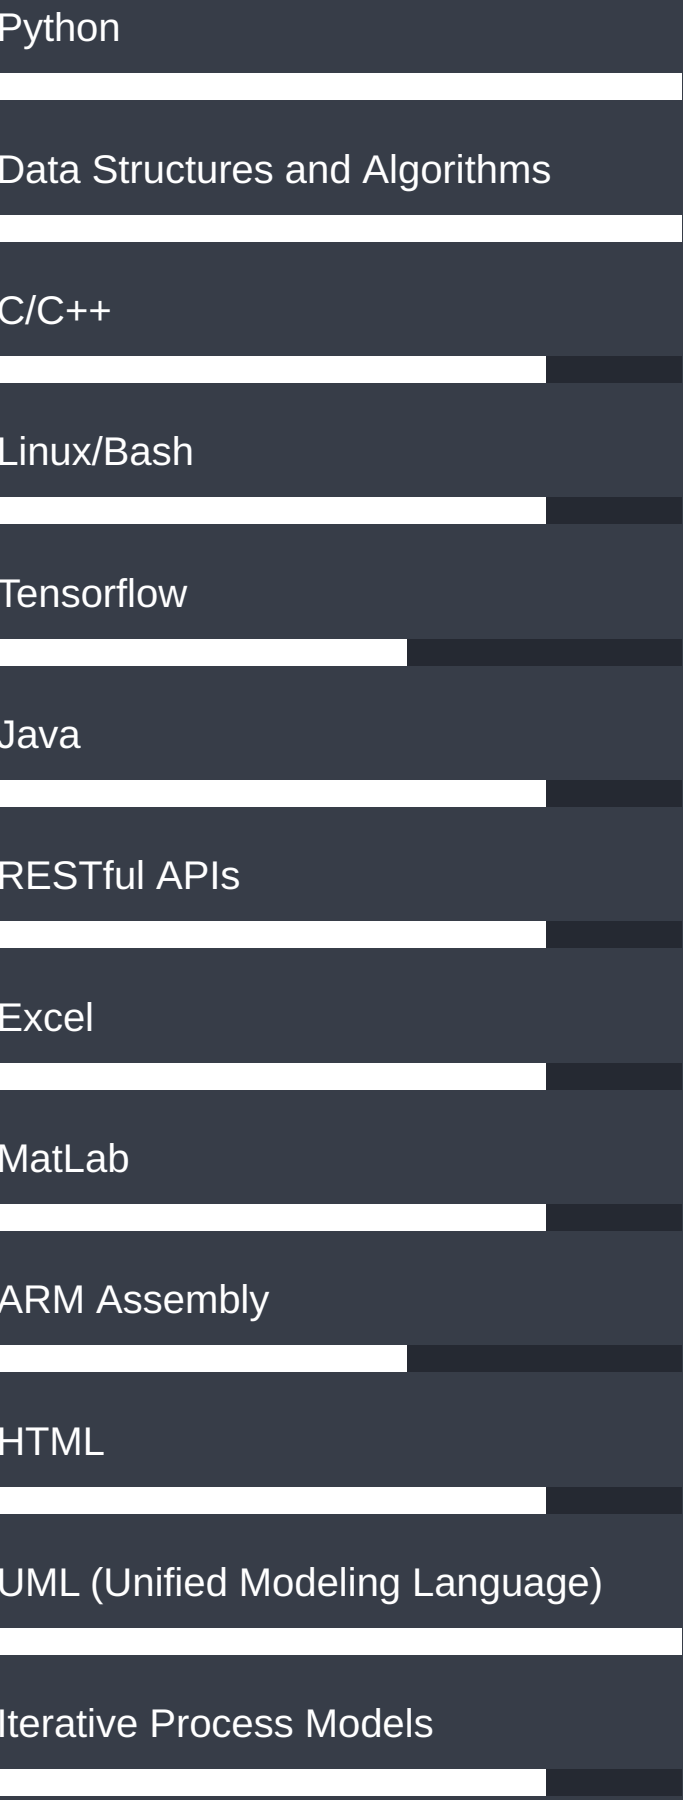 Python
Data Structures and Algorithms
C/C++
Linux/Bash
Tensorflow
Java
RESTful APIs
Excel
MatLab
ARM Assembly
HTML
UML (Unified Modeling Language)
Iterative Process Models